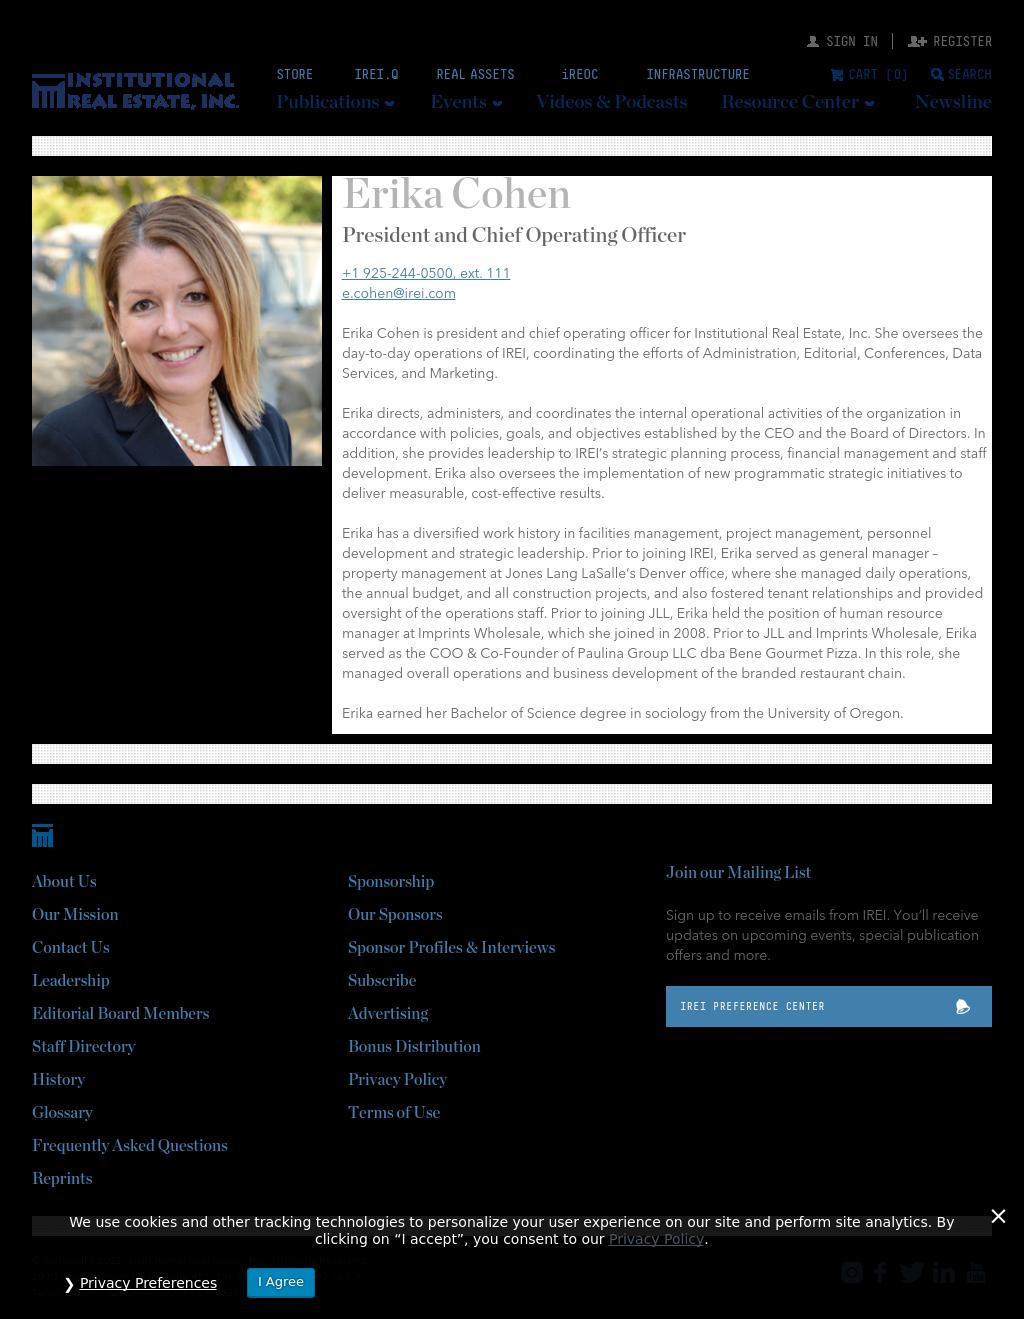 SIGN IN
REGISTER
STORE IREI.Q REAL ASSETS iREOC INFRASTRUCTURE
CART (0) SEARCH
INSTITUTIONAL
REAL ESTATE, INC.
Publications Events Videos & Podcasts Resource Center Newsline
Erika Cohen
President and Chief Operating Officer
+1 925-244-0500, ext. 111
e.cohen@irei.com
Erika Cohen is president and chief operating officer for Institutional Real Estate, Inc. She oversees the
day-to-day operations of IREI, coordinating the efforts of Administration, Editorial, Conferences, Data
Services, and Marketing.
Erika directs, administers, and coordinates the internal operational activities of the organization in
accordance with policies, goals, and objectives established by the CEO and the Board of Directors. In
addition, she provides leadership to IREI’s strategic planning process, financial management and staff
development. Erika also oversees the implementation of new programmatic strategic initiatives to
deliver measurable, cost-effective results.
Erika has a diversified work history in facilities management, project management, personnel
development and strategic leadership. Prior to joining IREI, Erika served as general manager –
property management at Jones Lang LaSalle’s Denver office, where she managed daily operations,
the annual budget, and all construction projects, and also fostered tenant relationships and provided
oversight of the operations staff. Prior to joining JLL, Erika held the position of human resource
manager at Imprints Wholesale, which she joined in 2008. Prior to JLL and Imprints Wholesale, Erika
served as the COO & Co-Founder of Paulina Group LLC dba Bene Gourmet Pizza. In this role, she
managed overall operations and business development of the branded restaurant chain.
Erika earned her Bachelor of Science degree in sociology from the University of Oregon.
About Us
Our Mission
Contact Us
Leadership
Editorial Board Members
Staff Directory
History
Glossary
Frequently Asked Questions
Reprints
Sponsorship
Our Sponsors
Sponsor Profiles & Interviews
Subscribe
Advertising
Bonus Distribution
Privacy Policy
Terms of Use
Join our Mailing List
Sign up to receive emails from IREI. You’ll receive
updates on upcoming events, special publication
offers and more.
IREI PREFERENCE CENTER
We use cookies and other tracking technologies to personalize your user experience on our site and perform site analytics. By
clicking on “I accept”, you consent to our Privacy Policy.
❯ Privacy Preferences
I Agree